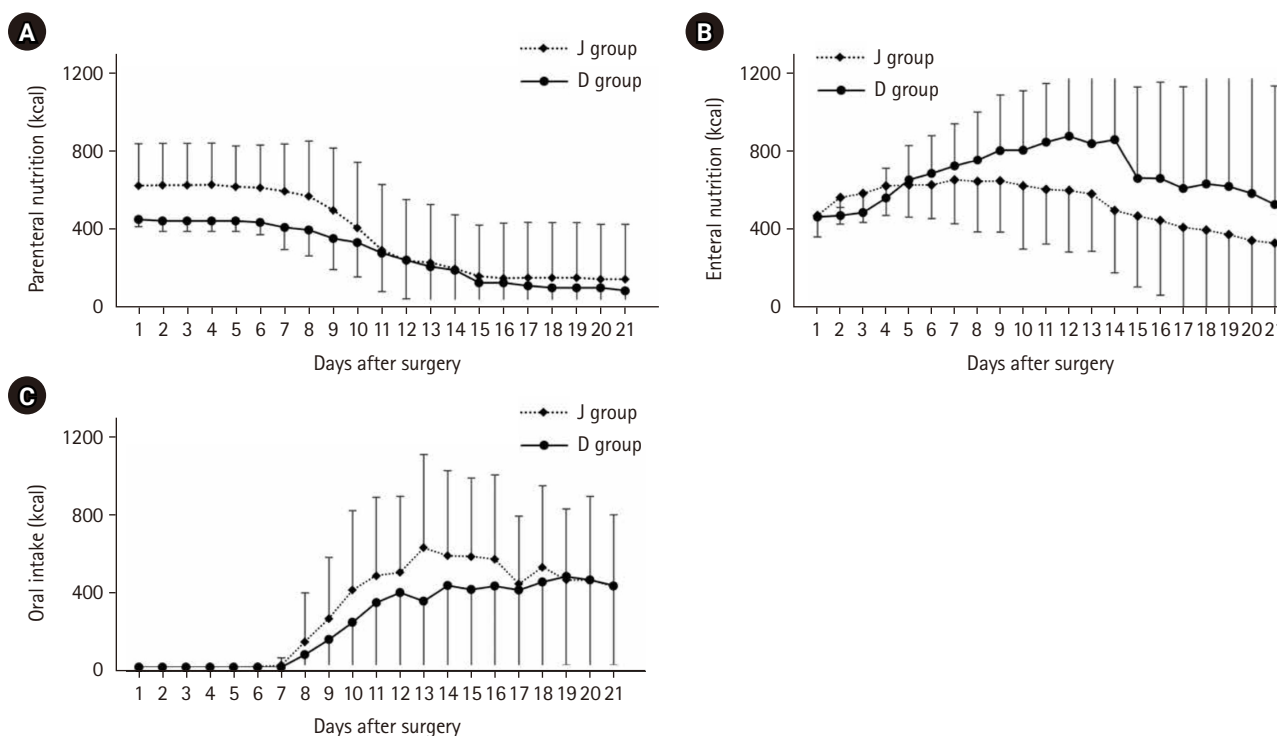 A
J group
D group
Parenteral nutrition (kcal)
1200
800
400
0
1 2 3 4 5 6 7 8 9 10 11 12 13 14 15 16 17 18 19 20 21
Days after surgery
B
J group
D group
Enteral nutrition (kcal)
1200
800
400
0
1 2 3 4 5 6 7 8 9 10 11 12 13 14 15 16 17 18 19 20 21
Days after surgery
C
J group
D group
Oral intake (kcal)
1200
800
400
0
1 2 3 4 5 6 7 8 9 10 11 12 13 14 15 16 17 18 19 20 21
Days after surgery